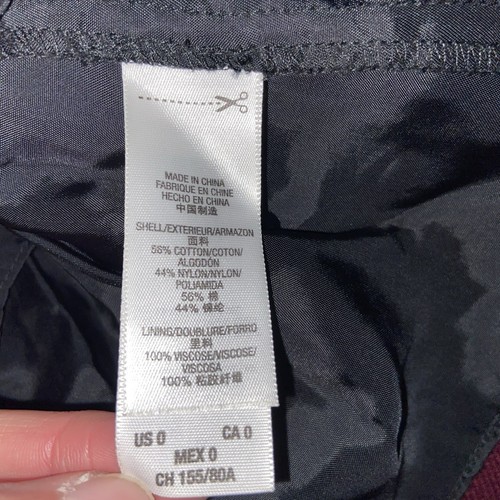 MADE IN CHINA
FABRIQUE EN CHINE
HECHO EN CHINA
中国制造
SHELL/EXTERIEUR/ARMAZON
面料
56% COTTON/COTON/
ALGODÓN
44% NYLON/NYLON/
POLIAMIDA
56% 棉
44% 锦纶
LINING/DOUBLURE/FORRO
里料
100% VISCOSE/VISCOSE/
VISCOSA
100% 粘胶纤维
US 0 CA 0
MEX 0
CH 155/80A